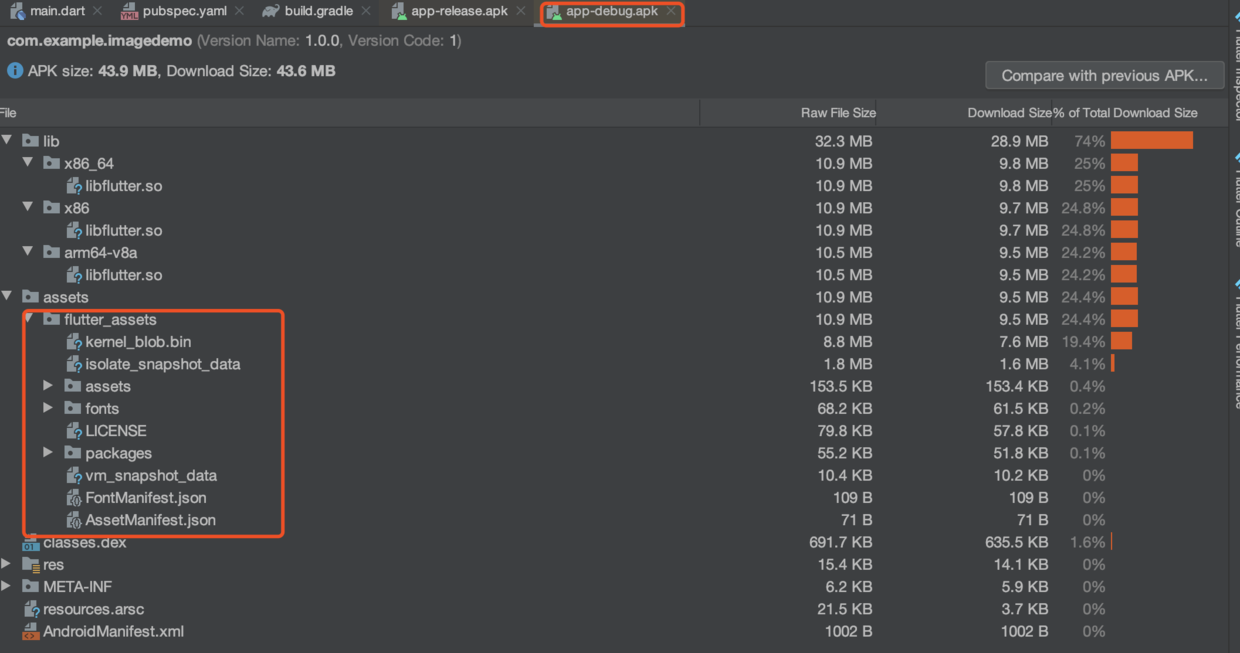 main.dart pubspec.yaml build.gradle app-release.apk app-debug.apk
com.example.imagedemo (Version Name: 1.0.0, Version Code: 1)
APK size: 43.9 MB, Download Size: 43.6 MB
Compare with previous APK...
File Raw File Size Download Size % of Total Download Size
lib 32.3 MB 28.9 MB 74%
x86_64 10.9 MB 9.8 MB 25%
libflutter.so 10.9 MB 9.8 MB 25%
x86 10.9 MB 9.7 MB 24.8%
libflutter.so 10.9 MB 9.7 MB 24.8%
arm64-v8a 10.5 MB 9.5 MB 24.2%
libflutter.so 10.5 MB 9.5 MB 24.2%
assets 10.9 MB 9.5 MB 24.4%
flutter_assets 10.9 MB 9.5 MB 24.4%
kernel_blob.bin 8.8 MB 7.6 MB 19.4%
isolate_snapshot_data 1.8 MB 1.6 MB 4.1%
assets 153.5 KB 153.4 KB 0.4%
fonts 68.2 KB 61.5 KB 0.2%
LICENSE 79.8 KB 57.8 KB 0.1%
packages 55.2 KB 51.8 KB 0.1%
vm_snapshot_data 10.4 KB 10.2 KB 0%
FontManifest.json 109 B 109 B 0%
AssetManifest.json 71 B 71 B 0%
classes.dex 691.7 KB 635.5 KB 1.6%
res 15.4 KB 14.1 KB 0%
META-INF 6.2 KB 5.9 KB 0%
resources.arsc 21.5 KB 3.7 KB 0%
AndroidManifest.xml 1002 B 1002 B 0%